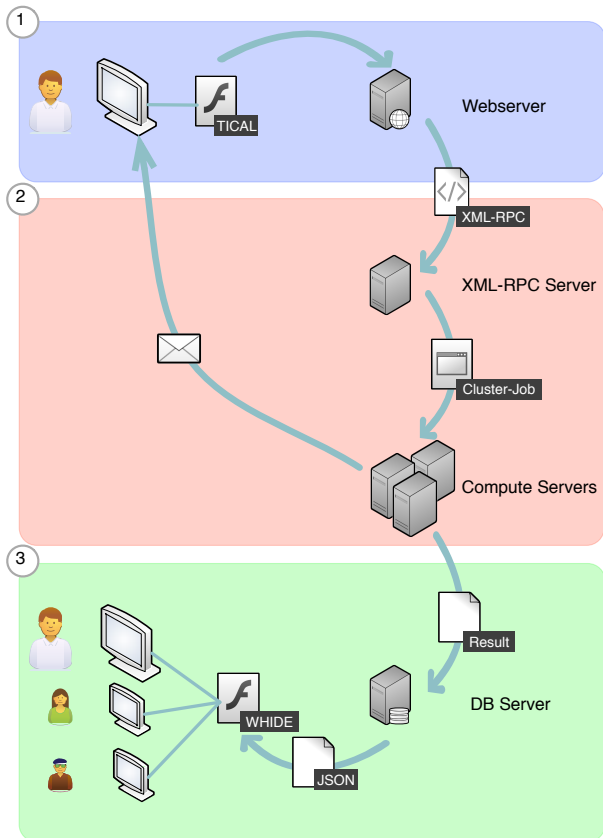 1
TICAL
Webserver
XML-RPC
2
XML-RPC Server
Cluster-Job
Compute Servers
3
Result
DB Server
WHIDE
JSON